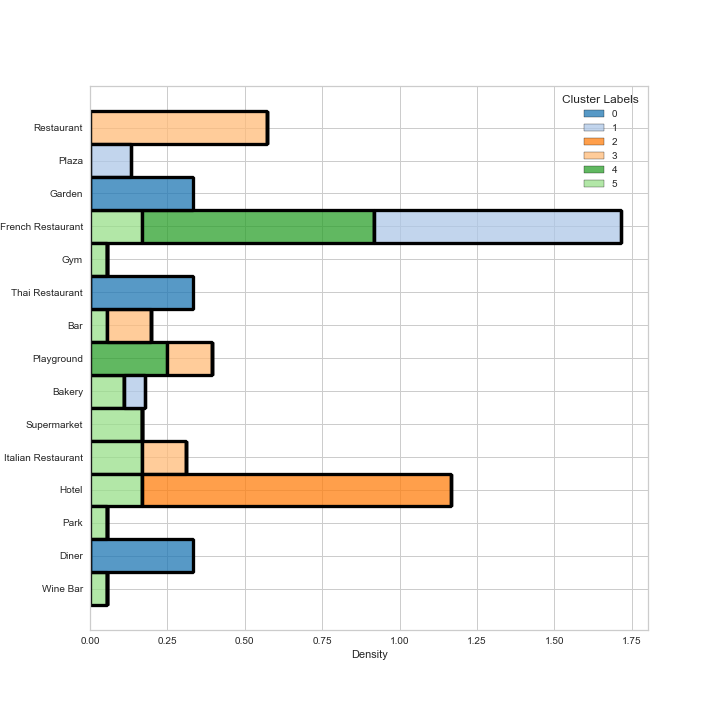 Cluster Labels
0
1
2
3
4
5
Restaurant
Plaza
Garden
French Restaurant
Gym
Thai Restaurant
Bar
Playground
Bakery
Supermarket
Italian Restaurant
Hotel
Park
Diner
Wine Bar
0.00 0.25 0.50 0.75 1.00 1.25 1.50 1.75
Density